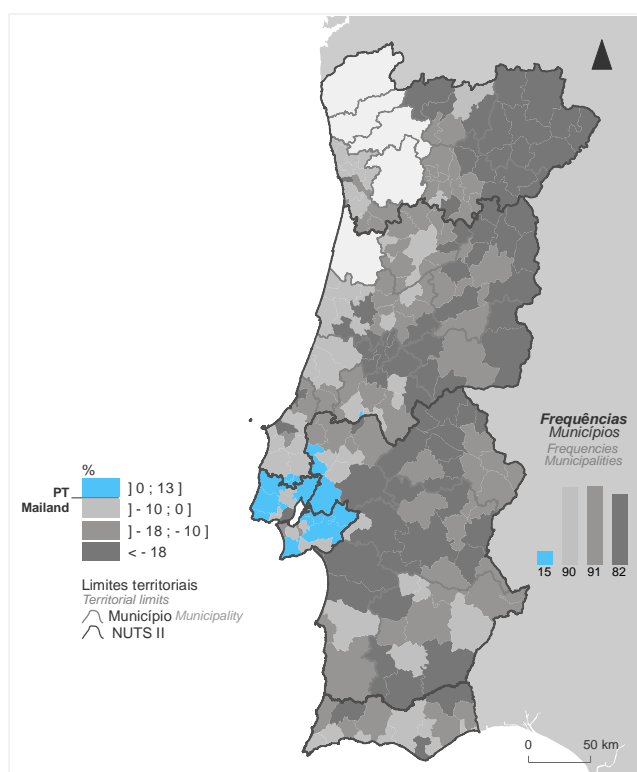 %
PT
Mailand
] 0 ; 13 ]
] - 10 ; 0 ]
] - 18 ; - 10 ]
< - 18
Limites territoriais
Territorial limits
Município Municipality
NUTS II
Frequências
Municípios
Frequencies
Municipalities
15 90 91 82
0 50 km